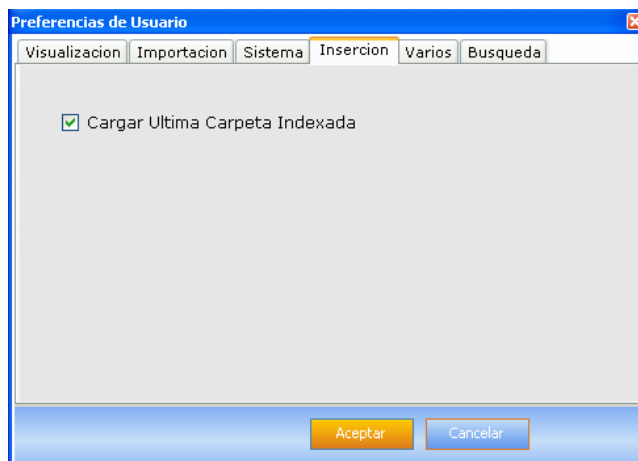 Preferencias de Usuario
Visualizacion Importacion Sistema Insercion Varios Busqueda
Cargar Ultima Carpeta Indexada
Aceptar Cancelar